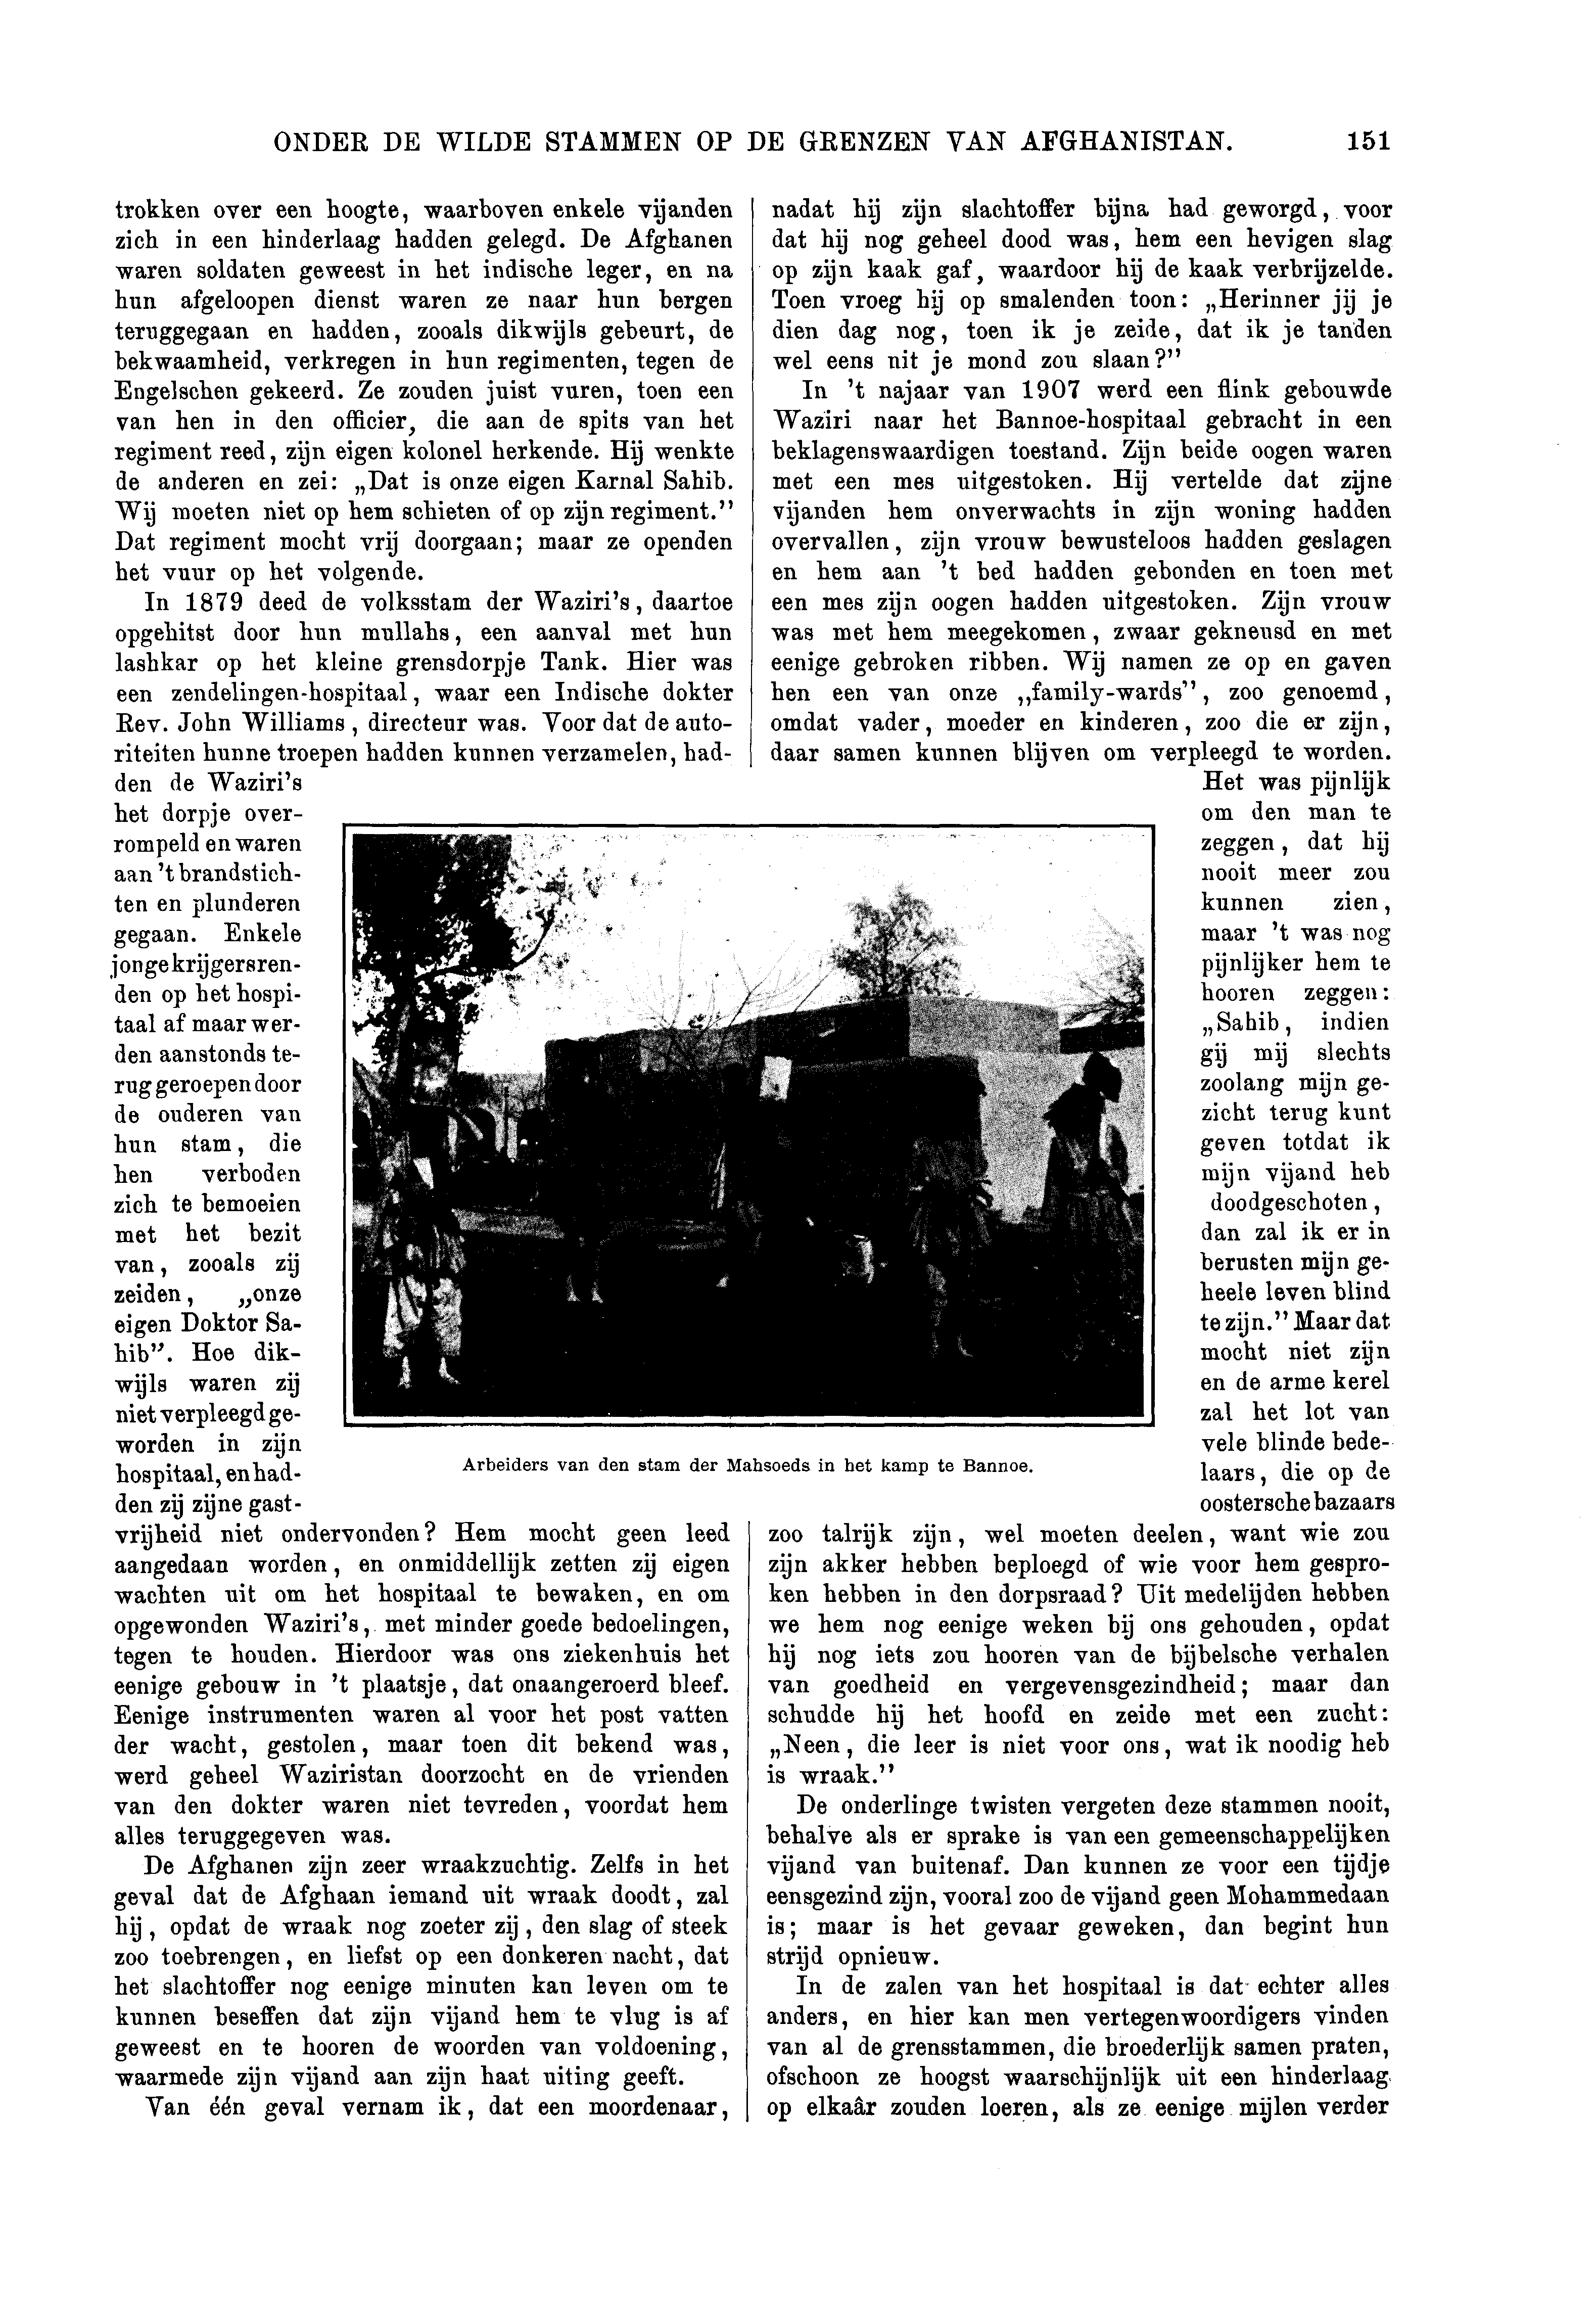 ONDER DE WILDE STAMMEN OP DE GRENZEN VAN AFGHANISTAN. 151
trokken over een hoogte, waarboven enkele vijanden
zich in een hinderlaag hadden gelegd. De Afghanen
waren soldaten geweest in het indische leger, en na
hun afgeloopen dienst waren ze naar hun bergen
teruggegaan en hadden, zooals dikwijls gebeurt, de
bekwaamheid, verkregen in hun regimenten, tegen de
Engelschen gekeerd. Ze zouden juist vuren, toen een
van hen in den officier, die aan de spits van het
regiment reed, zijn eigen kolonel herkende. Hij wenkte
de anderen en zei: „Dat is onze eigen Karnal Sahib.
Wij moeten niet op hem schieten of op zijn regiment.”
Dat regiment mocht vrij doorgaan; maar ze openden
het vuur op het volgende.
In 1879 deed de volksstam der Waziri’s, daartoe
opgehitst door hun mullahs, een aanval met hun
lashkar op het kleine grensdorpje Tank. Hier was
een zendelingen-hospitaal, waar een Indische dokter
Rev. John Williams, directeur was. Voor dat de auto-
riteiten hunne troepen hadden kunnen verzamelen, had-
den de Waziri’s
het dorpje over-
rompeld en waren
aan ’t brandstich-
ten en plunderen
gegaan. Enkele
jonge krijgers ren-
den op het hospi-
taal af maar wer-
den aanstonds te-
rug geroepen door
de ouderen van
hun stam, die
hen verboden
zich te bemoeien
met het bezit
van, zooals zij
zeiden, „onze
eigen Doktor Sa-
hib”. Hoe dik-
wijls waren zij
niet verpleegd ge-
worden in zijn
hospitaal, en had-
den zij zijne gast-
vrijheid niet ondervonden? Hem mocht geen leed
aangedaan worden, en onmiddellijk zetten zij eigen
wachten uit om het hospitaal te bewaken, en om
opgewonden Waziri’s, met minder goede bedoelingen,
tegen te houden. Hierdoor was ons ziekenhuis het
eenige gebouw in ’t plaatsje, dat onaangeroerd bleef.
Eenige instrumenten waren al voor het post vatten
der wacht, gestolen, maar toen dit bekend was,
werd geheel Waziristan doorzocht en de vrienden
van den dokter waren niet tevreden, voordat hem
alles teruggegeven was.
De Afghanen zijn zeer wraakzuchtig. Zelfs in het
geval dat de Afghaan iemand uit wraak doodt, zal
hij, opdat de wraak nog zoeter zij, den slag of steek
zoo toebrengen, en liefst op een donkeren nacht, dat
het slachtoffer nog eenige minuten kan leven om te
kunnen beseffen dat zijn vijand hem te vlug is af
geweest en te hooren de woorden van voldoening,
waarmede zijn vijand aan zijn haat uiting geeft.
Van één geval vernam ik, dat een moordenaar,
Arbeiders van den stam der Mahsoeds in het kamp te Bannoe.
nadat hij zijn slachtoffer bijna had geworgd, voor
dat hij nog geheel dood was, hem een hevigen slag
op zijn kaak gaf, waardoor hij de kaak verbrijzelde.
Toen vroeg hij op smalenden toon: „Herinner jij je
dien dag nog, toen ik je zeide, dat ik je tanden
wel eens uit je mond zou slaan?”
In ’t najaar van 1907 werd een flink gebouwde
Waziri naar het Bannoe-hospitaal gebracht in een
beklagenswaardigen toestand. Zijn beide oogen waren
met een mes uitgestoken. Hij vertelde dat zijne
vijanden hem onverwachts in zijn woning hadden
overvallen, zijn vrouw bewusteloos hadden geslagen
en hem aan ’t bed hadden gebonden en toen met
een mes zijn oogen hadden uitgestoken. Zijn vrouw
was met hem meegekomen, zwaar gekneusd en met
eenige gebroken ribben. Wij namen ze op en gaven
hen een van onze „family-wards”, zoo genoemd,
omdat vader, moeder en kinderen, zoo die er zijn,
daar samen kunnen blijven om verpleegd te worden.
Het was pijnlijk
om den man te
zeggen, dat hij
nooit meer zou
kunnen zien,
maar ’t was nog
pijnlijker hem te
hooren zeggen:
„Sahib, indien
gij mij slechts
zoolang mijn ge-
zicht terug kunt
geven totdat ik
mijn vijand heb
doodgeschoten,
dan zal ik er in
berusten mijn ge-
heele leven blind
te zijn.” Maar dat
mocht niet zijn
en de arme kerel
zal het lot van
vele blinde bede-
laars, die op de
oostersche bazaars
zoo talrijk zijn, wel moeten deelen, want wie zou
zijn akker hebben beploegd of wie voor hem gespro-
ken hebben in den dorpsraad? Uit medelijden hebben
we hem nog eenige weken bij ons gehouden, opdat
hij nog iets zou hooren van de bijbelsche verhalen
van goedheid en vergevensgezindheid; maar dan
schudde hij het hoofd en zeide met een zucht:
„Neen, die leer is niet voor ons, wat ik noodig heb
is wraak.”
De onderlinge twisten vergeten deze stammen nooit,
behalve als er sprake is van een gemeenschappelijken
vijand van buitenaf. Dan kunnen ze voor een tijdje
eensgezind zijn, vooral zoo de vijand geen Mohammedaan
is; maar is het gevaar geweken, dan begint hun
strijd opnieuw.
In de zalen van het hospitaal is dat echter alles
anders, en hier kan men vertegenwoordigers vinden
van al de grensstammen, die broederlijk samen praten,
ofschoon ze hoogst waarschijnlijk uit een hinderlaag
op elkaâr zouden loeren, als ze eenige mijlen verder